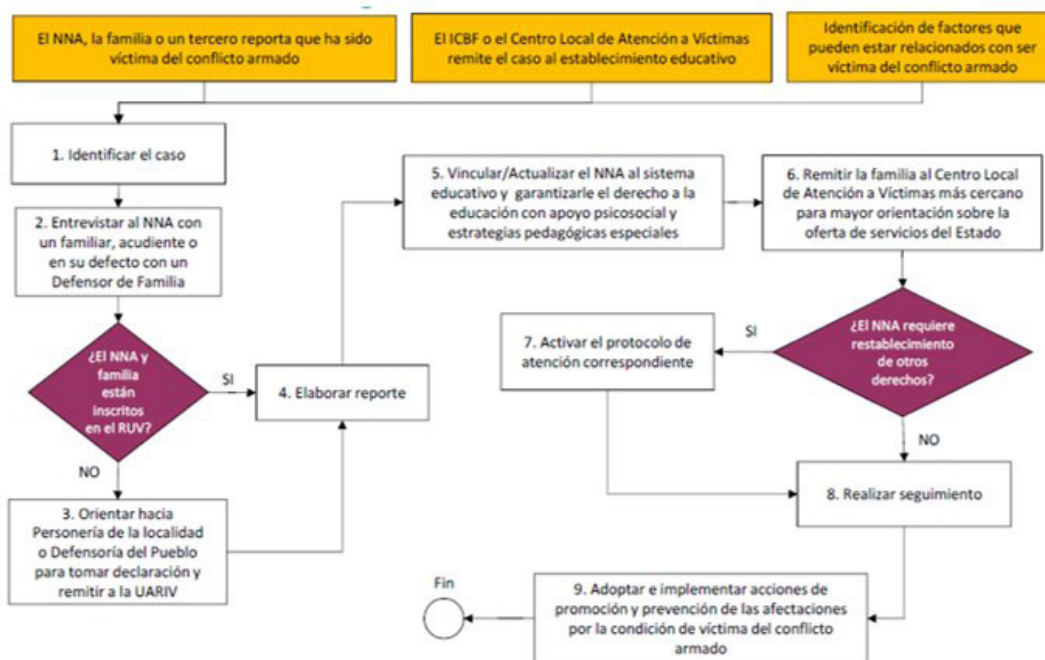 El NNA, la familia o un tercero reporta que ha sido
víctima del conflicto armado
El ICBF o el Centro Local de Atención a Víctimas
remite el caso al establecimiento educativo
Identificación de factores que
pueden estar relacionados con ser
víctima del conflicto armado
1. Identificar el caso
2. Entrevistar al NNA con
un familiar, acudiente o
en su defecto con un
Defensor de Familia
¿El NNA y
familia
están
inscritos
en el RUV?
SI
NO
3. Orientar hacia
Personería de la localidad
o Defensoría del Pueblo
para tomar declaración y
remitir a la UARIV
4. Elaborar reporte
5. Vincular/Actualizar el NNA al sistema
educativo y garantizarle el derecho a la
educación con apoyo psicosocial y
estrategias pedagógicas especiales
6. Remitir la familia al Centro Local
de Atención a Víctimas más cercano
para mayor orientación sobre la
oferta de servicios del Estado
¿El NNA requiere
restablecimiento
de otros
derechos?
SI
NO
7. Activar el protocolo de
atención correspondiente
8. Realizar seguimiento
9. Adoptar e implementar acciones de
promoción y prevención de las afectaciones
por la condición de víctima del conflicto
armado
Fin